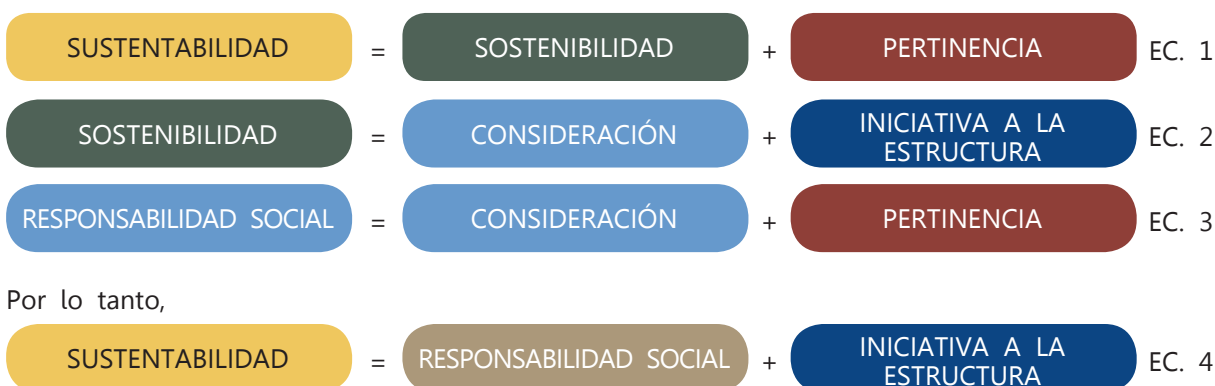 SUSTENTABILIDAD = SOSTENIBILIDAD + PERTINENCIA EC. 1
SOSTENIBILIDAD = CONSIDERACIÓN + INICIATIVA A LA ESTRUCTURA EC. 2
RESPONSABILIDAD SOCIAL = CONSIDERACIÓN + PERTINENCIA EC. 3
Por lo tanto,
SUSTENTABILIDAD = RESPONSABILIDAD SOCIAL + INICIATIVA A LA ESTRUCTURA EC. 4